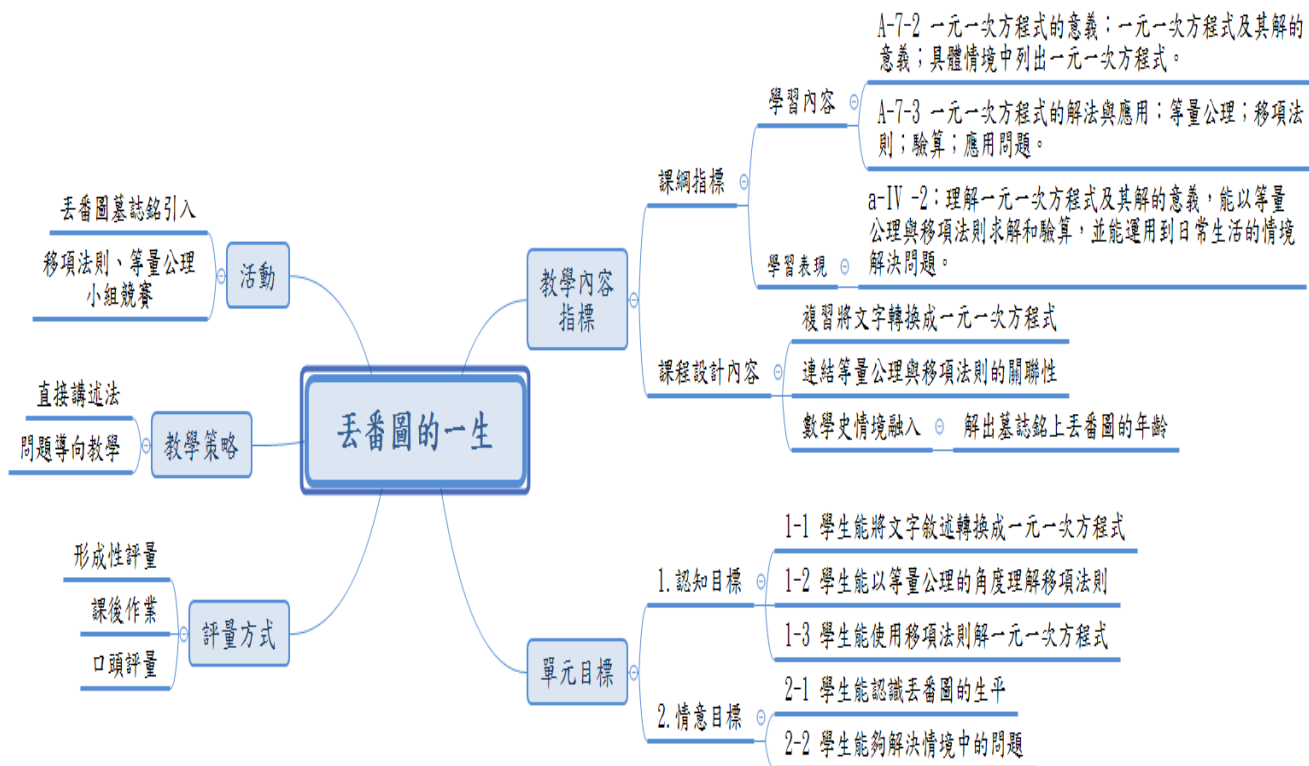 丟番圖的一生
教學內容
指標
課綱指標
學習內容
A-7-2 一元一次方程式的意義：一元一次方程式及其解的
意義；具體情境中列出一元一次方程式。
A-7-3 一元一次方程式的解法與應用：等量公理；移項法
則；驗算；應用問題。
學習表現
a-IV -2：理解一元一次方程式及其解的意義，能以等量
公理與移項法則求解和驗算，並能運用到日常生活的情境
解決問題。
課程設計內容
複習將文字轉換成一元一次方程式
連結等量公理與移項法則的關聯性
數學史情境融入
解出墓誌銘上丟番圖的年齡
單元目標
1.認知目標
1-1 學生能將文字敘述轉換成一元一次方程式
1-2 學生能以等量公理的角度理解移項法則
1-3 學生能使用移項法則解一元一次方程式
2.情意目標
2-1 學生能認識丟番圖的生平
2-2 學生能夠解決情境中的問題
活動
丟番圖墓誌銘引入
移項法則、等量公理
小組競賽
教學策略
直接講述法
問題導向教學
評量方式
形成性評量
課後作業
口頭評量